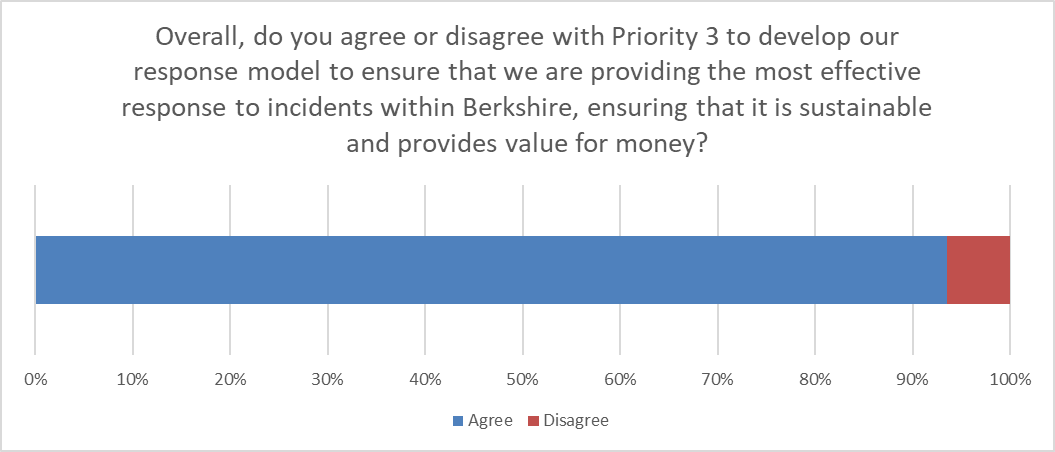 Overall, do you agree or disagree with Priority 3 to develop our
response model to ensure that we are providing the most effective
response to incidents within Berkshire, ensuring that it is sustainable
and provides value for money?
0% 10% 20% 30% 40% 50% 60% 70% 80% 90% 100%
Agree Disagree